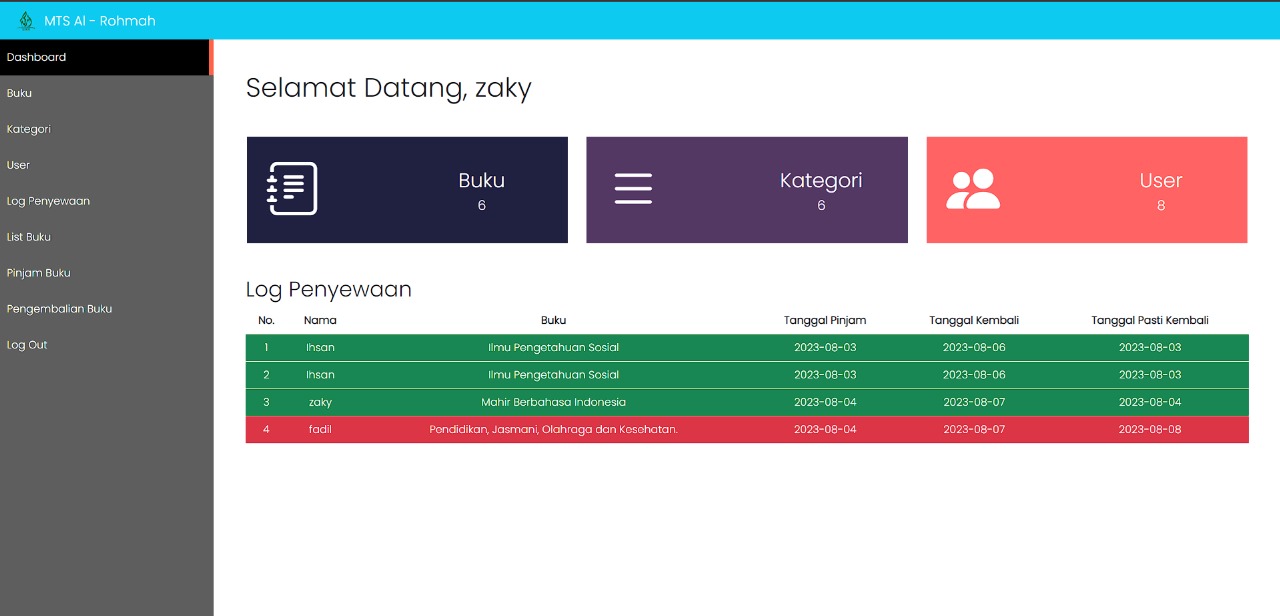 MTS Al - Rohmah
Dashboard
Buku
Kategori
User
Log Penyewaan
List Buku
Pinjam Buku
Pengembalian Buku
Log Out
Selamat Datang, zaky
Buku
6
Kategori
6
User
8
Log Penyewaan
No. Nama Buku Tanggal Pinjam Tanggal Kembali Tanggal Pasti Kembali
1 Ihsan Ilmu Pengetahuan Sosial 2023-08-03 2023-08-06 2023-08-03
2 Ihsan Ilmu Pengetahuan Sosial 2023-08-03 2023-08-06 2023-08-03
3 zaky Mahir Berbahasa Indonesia 2023-08-04 2023-08-07 2023-08-04
4 fadil Pendidikan, Jasmani, Olahraga dan Kesehatan. 2023-08-04 2023-08-07 2023-08-08